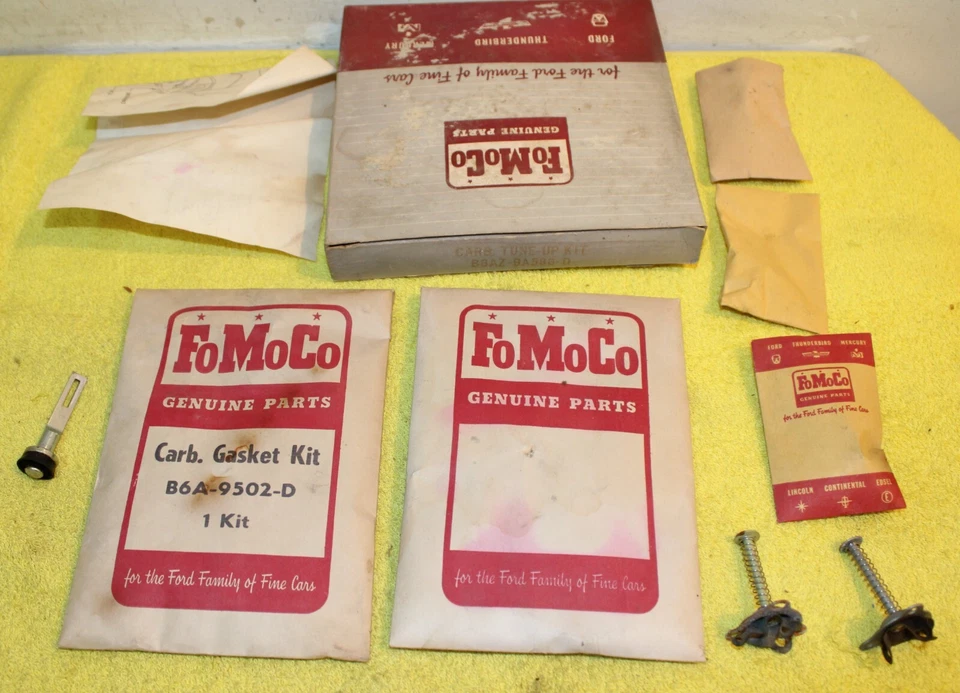 FORD THUNDERBIRD MERCURY
for the Ford Family of Fine Cars
FoMoCo
GENUINE PARTS
CARB. TUNE-UP KIT
FoMoCo
GENUINE PARTS
Carb. Gasket Kit
B6A-9502-D
1 Kit
for the Ford Family of Fine Cars
FoMoCo
GENUINE PARTS
for the Ford Family of Fine Cars
FORD THUNDERBIRD MERCURY
FoMoCo
GENUINE PARTS
for the Ford Family of Fine Cars
LINCOLN CONTINENTAL EDSEL
E